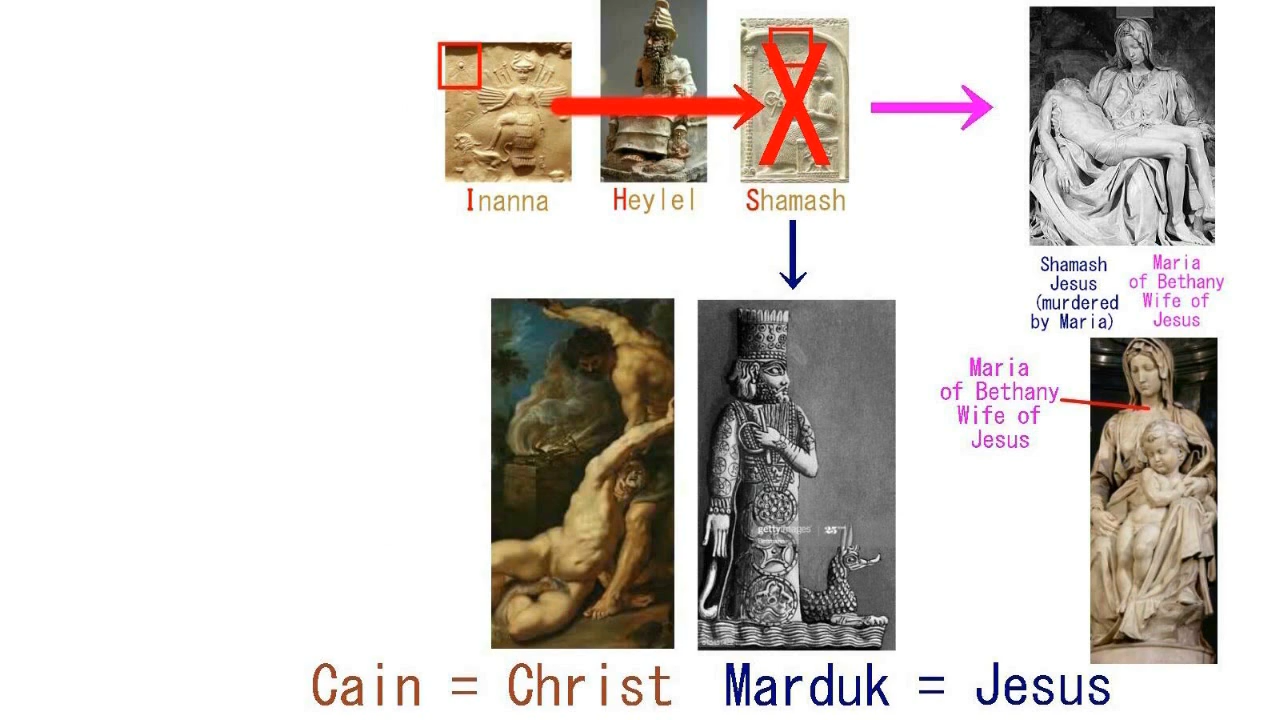 Inanna
Heylel
Shamash
Shamash
Jesus
(murdered
by Maria)
Maria
of Bethany
Wife of
Jesus
Maria
of Bethany
Wife of
Jesus
gettyimages
Cain = Christ
Marduk = Jesus